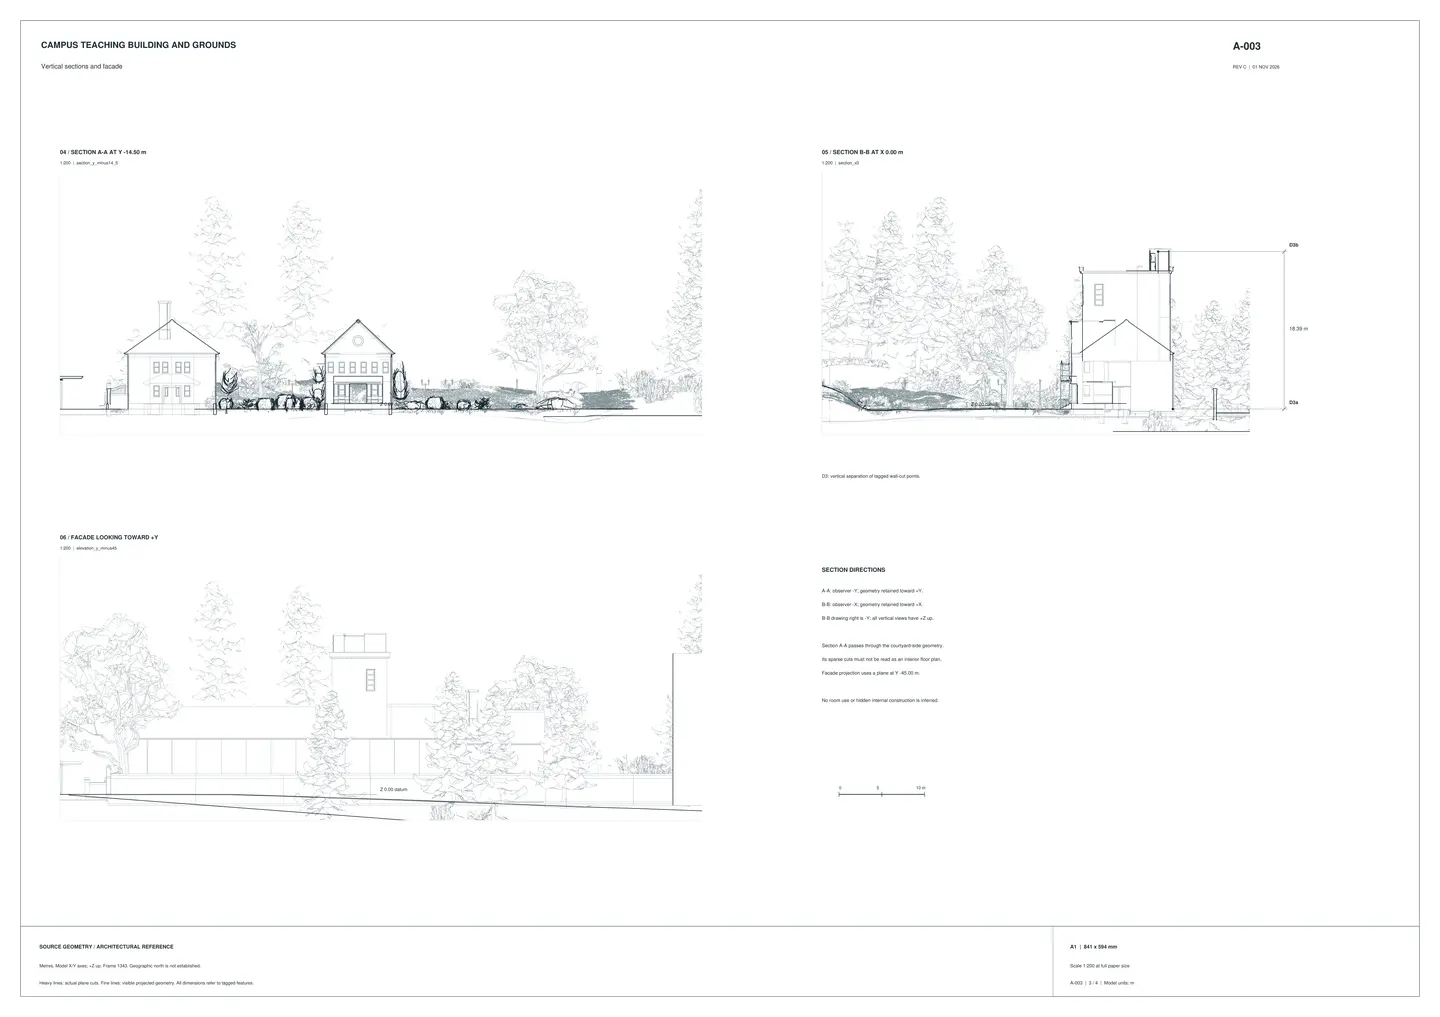 CAMPUS TEACHING BUILDING AND GROUNDS
Vertical sections and facade
A-003
REV C | 01 NOV 2026
04 / SECTION A-A AT Y -14.50 m
1:200 | section_y_minus14_5
05 / SECTION B-B AT X 0.00 m
1:200 | section_x0
D3b
18.39 m
D3a
Z 0.00 datum
Z 0.00 datum
D3: vertical separation of tagged wall-cut points.
06 / FACADE LOOKING TOWARD +Y
1:200 | elevation_y_minus45
Z 0.00 datum
SECTION DIRECTIONS
A-A: observer -Y; geometry retained toward +Y.
B-B: observer -X; geometry retained toward +X.
B-B drawing right is -Y; all vertical views have +Z up.
Section A-A passes through the courtyard-side geometry.
Its sparse cuts must not be read as an interior floor plan.
Facade projection uses a plane at Y -45.00 m.
No room use or hidden internal construction is inferred.
0 5 10 m
SOURCE GEOMETRY / ARCHITECTURAL REFERENCE
Metres. Model X/Y axes; +Z up. Frame 1343. Geographic north is not established.
Heavy lines: actual plane cuts. Fine lines: visible projected geometry. All dimensions refer to tagged features.
A1 | 841 x 594 mm
Scale 1:200 at full paper size
A-003 | 3 / 4 | Model units: m